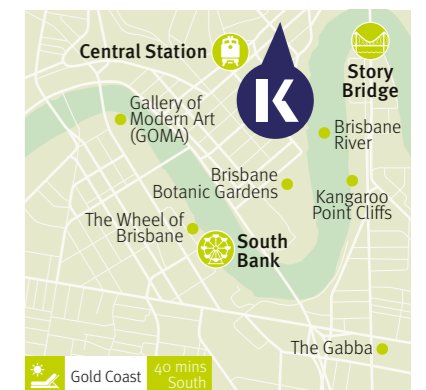 Central Station
K
Story
Bridge
Gallery of
Modern Art
(GOMA)
Brisbane
River
Brisbane
Botanic Gardens
Kangaroo
Point Cliffs
The Wheel of
Brisbane
South
Bank
The Gabba
Gold Coast
40 mins
South